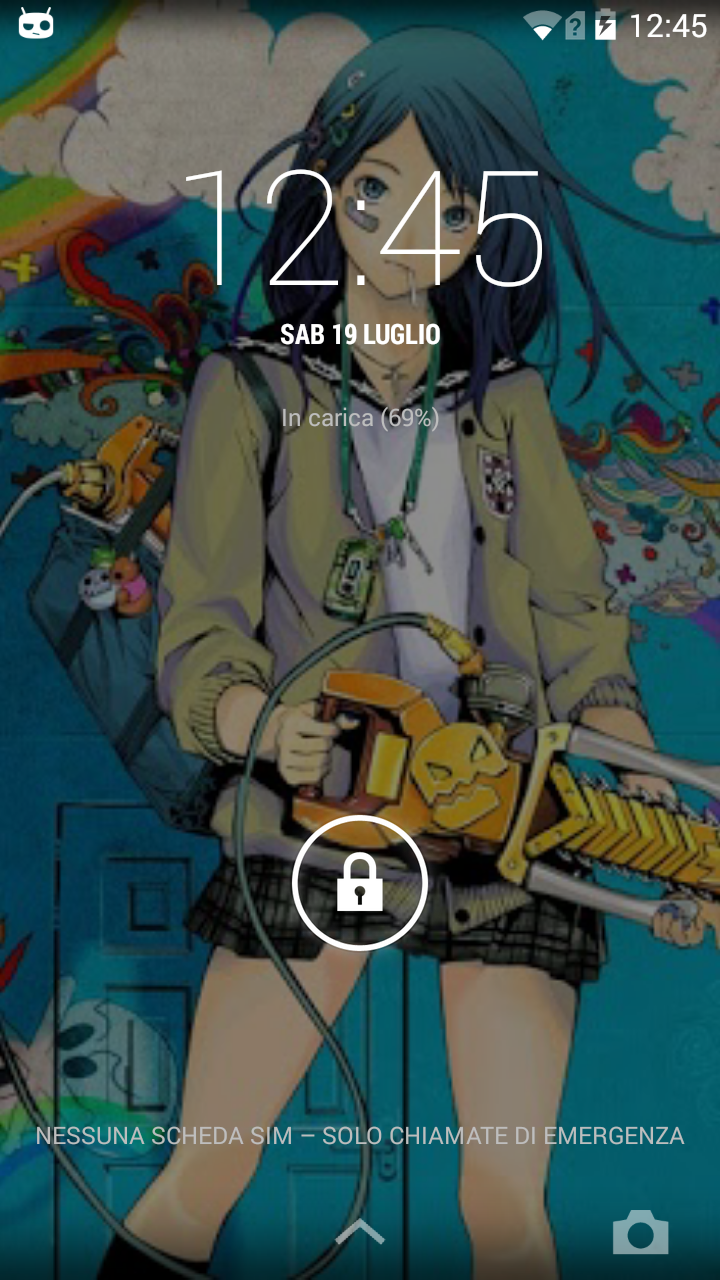 12:45
12:45
SAB 19 LUGLIO
In carica (69%)
NESSUNA SCHEDA SIM – SOLO CHIAMATE DI EMERGENZA